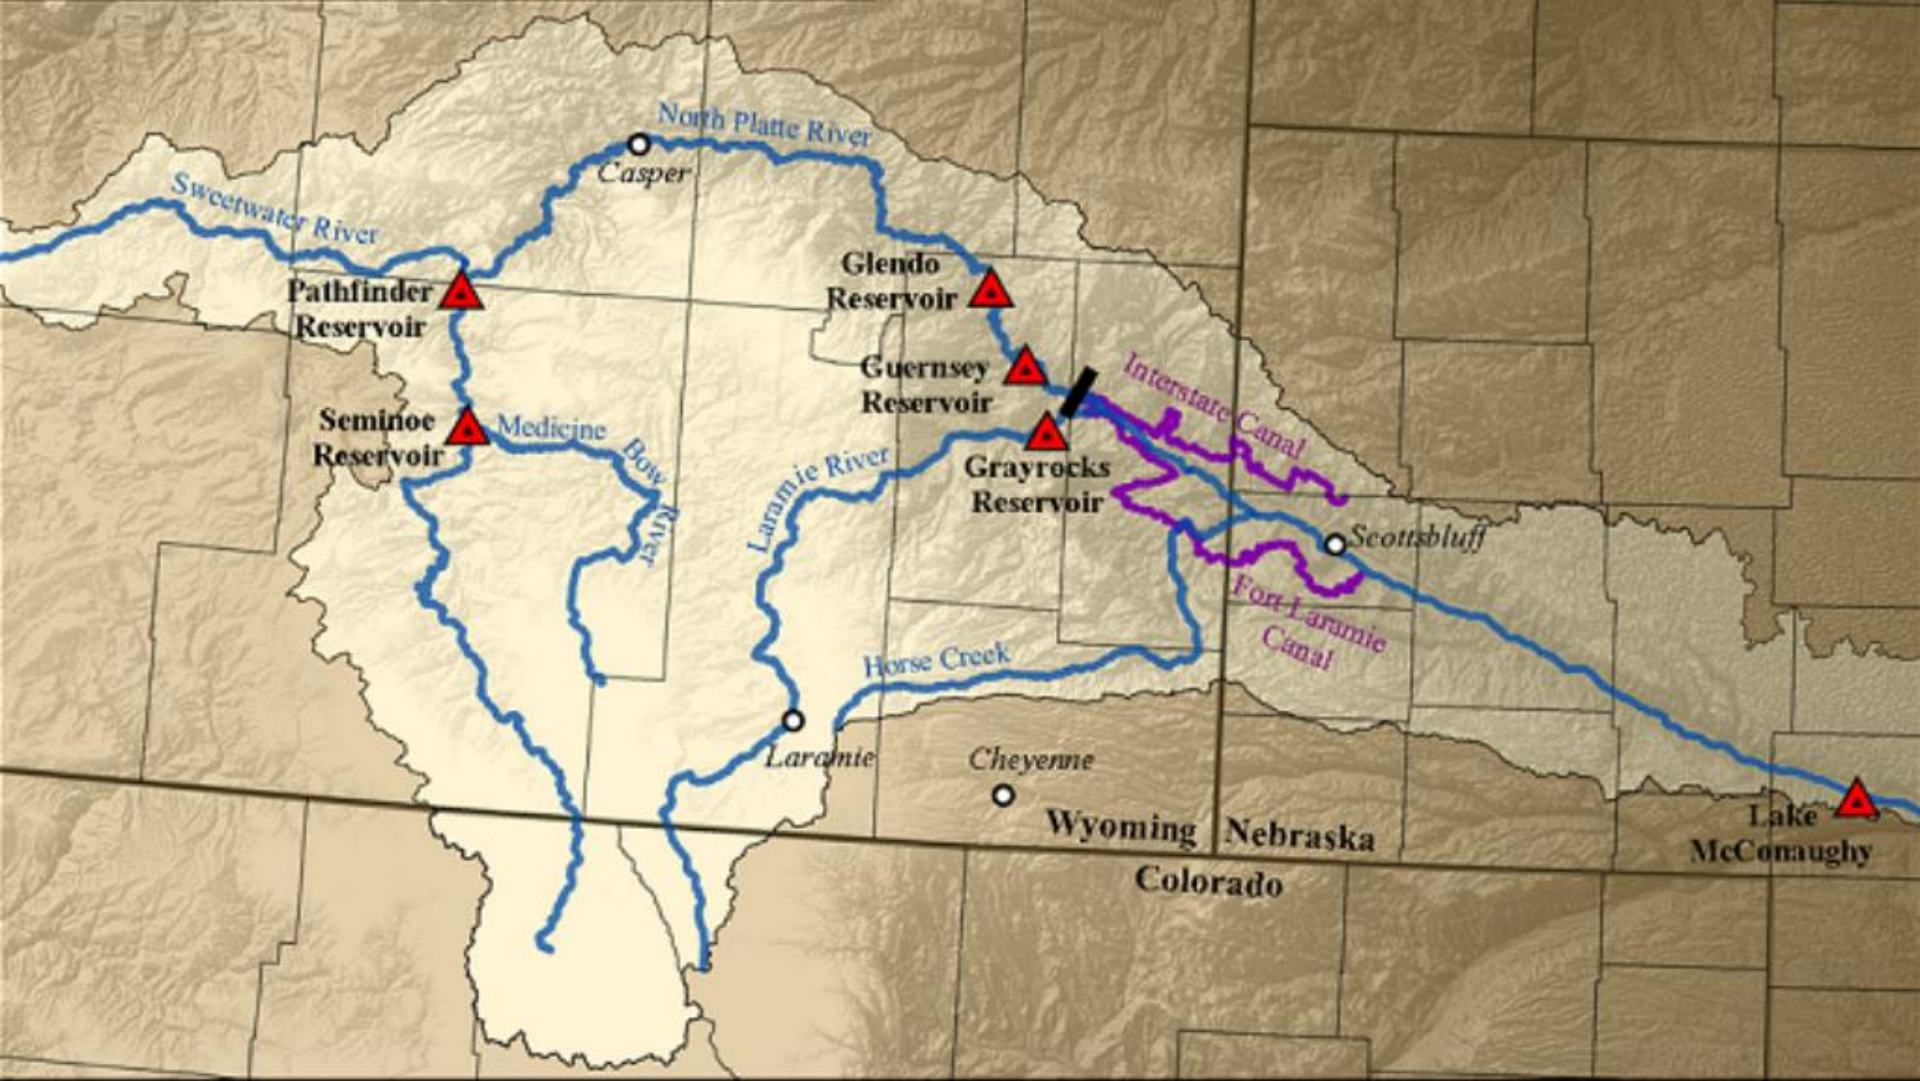 North Platte River
Casper
Sweetwater River
Glendo
Reservoir
Pathfinder
Reservoir
Guernsey
Reservoir
Interstate Canal
Seminoe
Reservoir
Medicine Bow River
Laramie River
Grayrocks
Reservoir
Scottsbluff
Fort Laramie
Canal
Horse Creek
Laramie
Cheyenne
Wyoming
Nebraska
Colorado
Lake
McConaughy